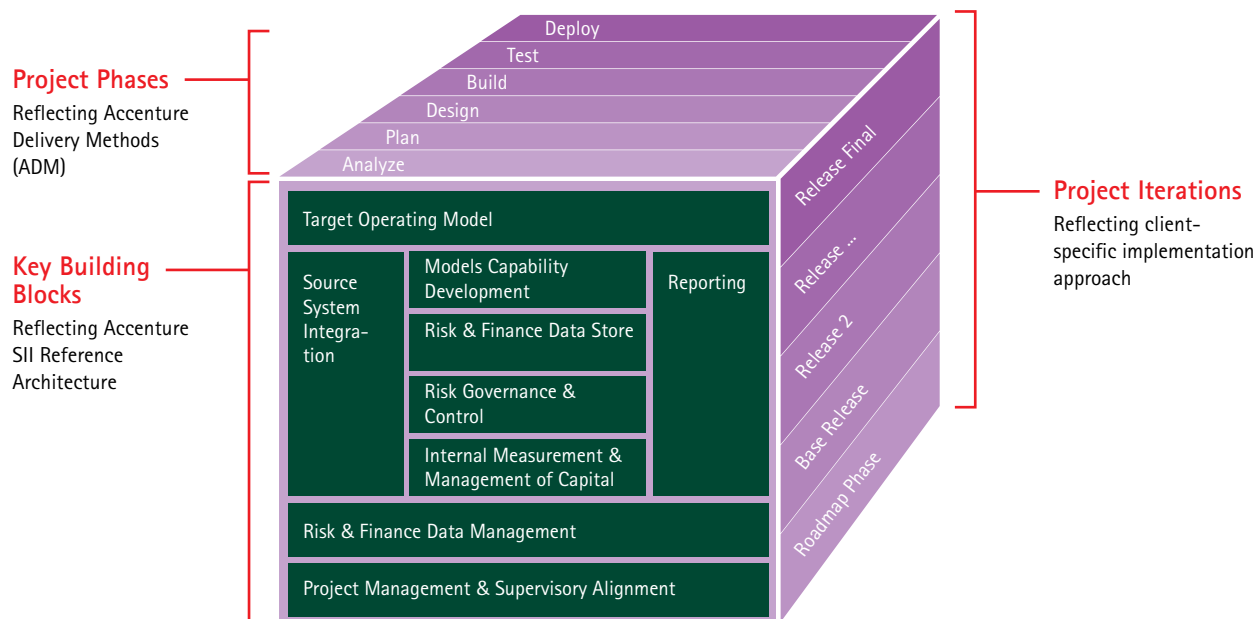 Deploy
Test
Build
Design
Plan
Analyze
Project Phases
Reflecting Accenture
Delivery Methods
(ADM)
Key Building
Blocks
Reflecting Accenture
SII Reference
Architecture
Target Operating Model
Source
System
Integra-
tion
Models Capability
Development
Risk & Finance Data Store
Risk Governance &
Control
Internal Measurement &
Management of Capital
Reporting
Risk & Finance Data Management
Project Management & Supervisory Alignment
Release Final
Release ...
Release 2
Base Release
Roadmap Phase
Project Iterations
Reflecting client-
specific implementation
approach